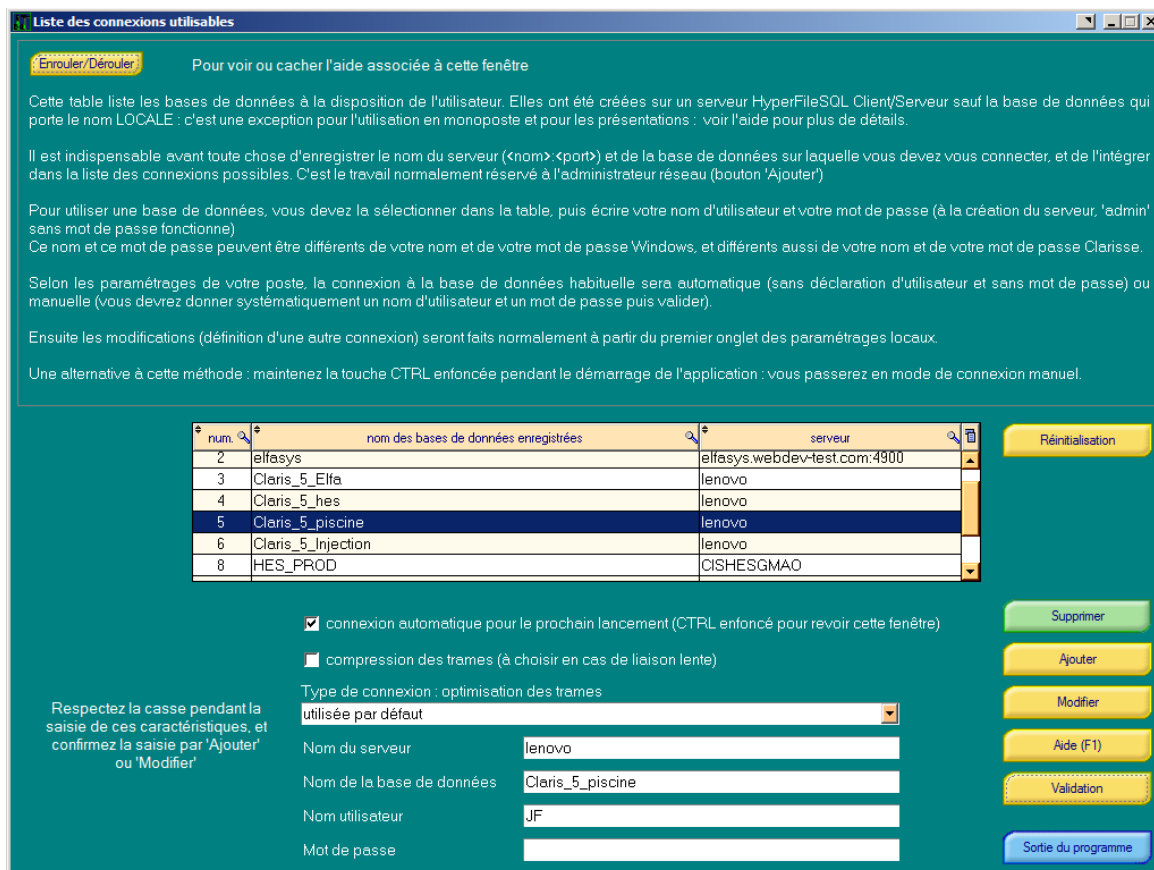 Liste des connexions utilisables
Enrouler/Dérouler
Pour voir ou cacher l'aide associée à cette fenêtre
Cette table liste les bases de données à la disposition de l'utilisateur. Elles ont été créées sur un serveur HyperFileSQL Client/Serveur sauf la base de données qui
porte le nom LOCALE : c'est une exception pour l'utilisation en monoposte et pour les présentations : voir l'aide pour plus de détails.
Il est indispensable avant toute chose d'enregistrer le nom du serveur (<nom>:<port>) et de la base de données sur laquelle vous devez vous connecter, et de l'intégrer
dans la liste des connexions possibles. C'est le travail normalement réservé à l'administrateur réseau (bouton 'Ajouter')
Pour utiliser une base de données, vous devez la sélectionner dans la table, puis écrire votre nom d'utilisateur et votre mot de passe (à la création du serveur, 'admin'
sans mot de passe fonctionne)
Ce nom et ce mot de passe peuvent être différents de votre nom et de votre mot de passe Windows, et différents aussi de votre nom et de votre mot de passe Clarisse.
Selon les paramétrages de votre poste, la connexion à la base de données habituelle sera automatique (sans déclaration d'utilisateur et sans mot de passe) ou
manuelle (vous devrez donner systématiquement un nom d'utilisateur et un mot de passe puis valider).
Ensuite les modifications (définition d'une autre connexion) seront faits normalement à partir du premier onglet des paramétrages locaux.
Une alternative à cette méthode : maintenez la touche CTRL enfoncée pendant le démarrage de l'application : vous passerez en mode de connexion manuel.
num. nom des bases de données enregistrées serveur
2 elfasys elfasys.webdev-test.com:4900
3 Claris_5_Elfa lenovo
4 Claris_5_hes lenovo
5 Claris_5_piscine lenovo
6 Claris_5_Injection lenovo
8 HES_PROD CISHESGMAO
Réinitialisation
connexion automatique pour le prochain lancement (CTRL enfoncé pour revoir cette fenêtre)
compression des trames (à choisir en cas de liaison lente)
Type de connexion : optimisation des trames
utilisée par défaut
Respectez la casse pendant la
saisie de ces caractéristiques, et
confirmez la saisie par 'Ajouter'
ou 'Modifier'
Nom du serveur lenovo
Nom de la base de données Claris_5_piscine
Nom utilisateur JF
Mot de passe
Supprimer
Ajouter
Modifier
Aide (F1)
Validation
Sortie du programme